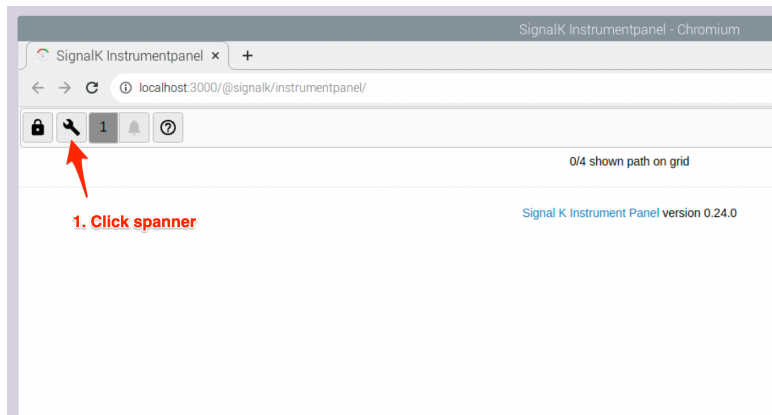 SignalK Instrumentpanel - Chromium
SignalK Instrumentpanel × +
localhost:3000/@signalk/instrumentpanel/
1
0/4 shown path on grid
1. Click spanner
Signal K Instrument Panel version 0.24.0